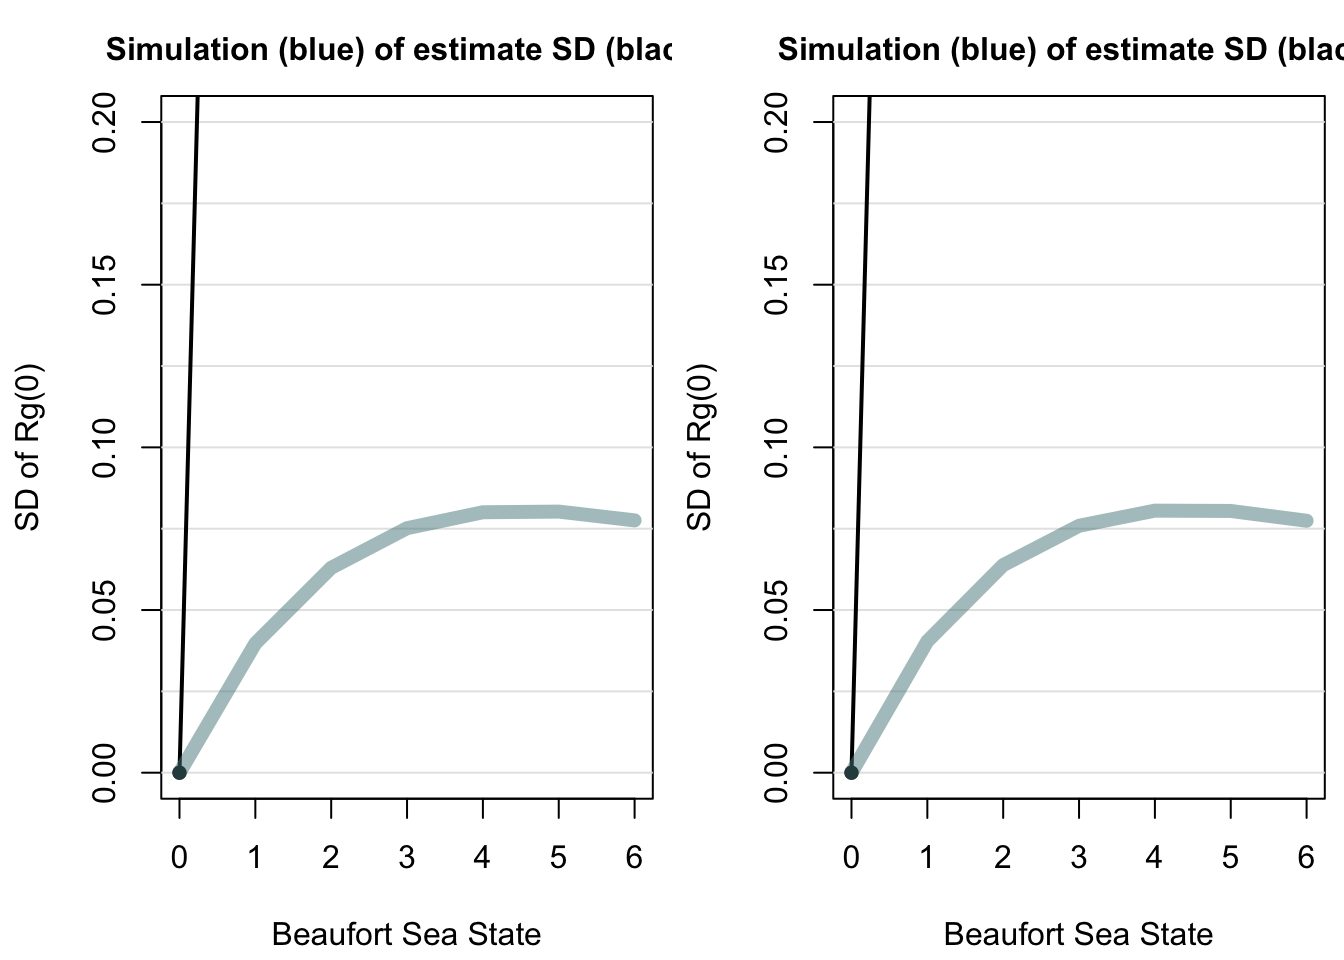 Simulation (blue) of estimate SD (blac
SD of Rg(0)
0.20
0.15
0.10
0.05
0.00
0 1 2 3 4 5 6
Beaufort Sea State
Simulation (blue) of estimate SD (blac
SD of Rg(0)
0.20
0.15
0.10
0.05
0.00
0 1 2 3 4 5 6
Beaufort Sea State